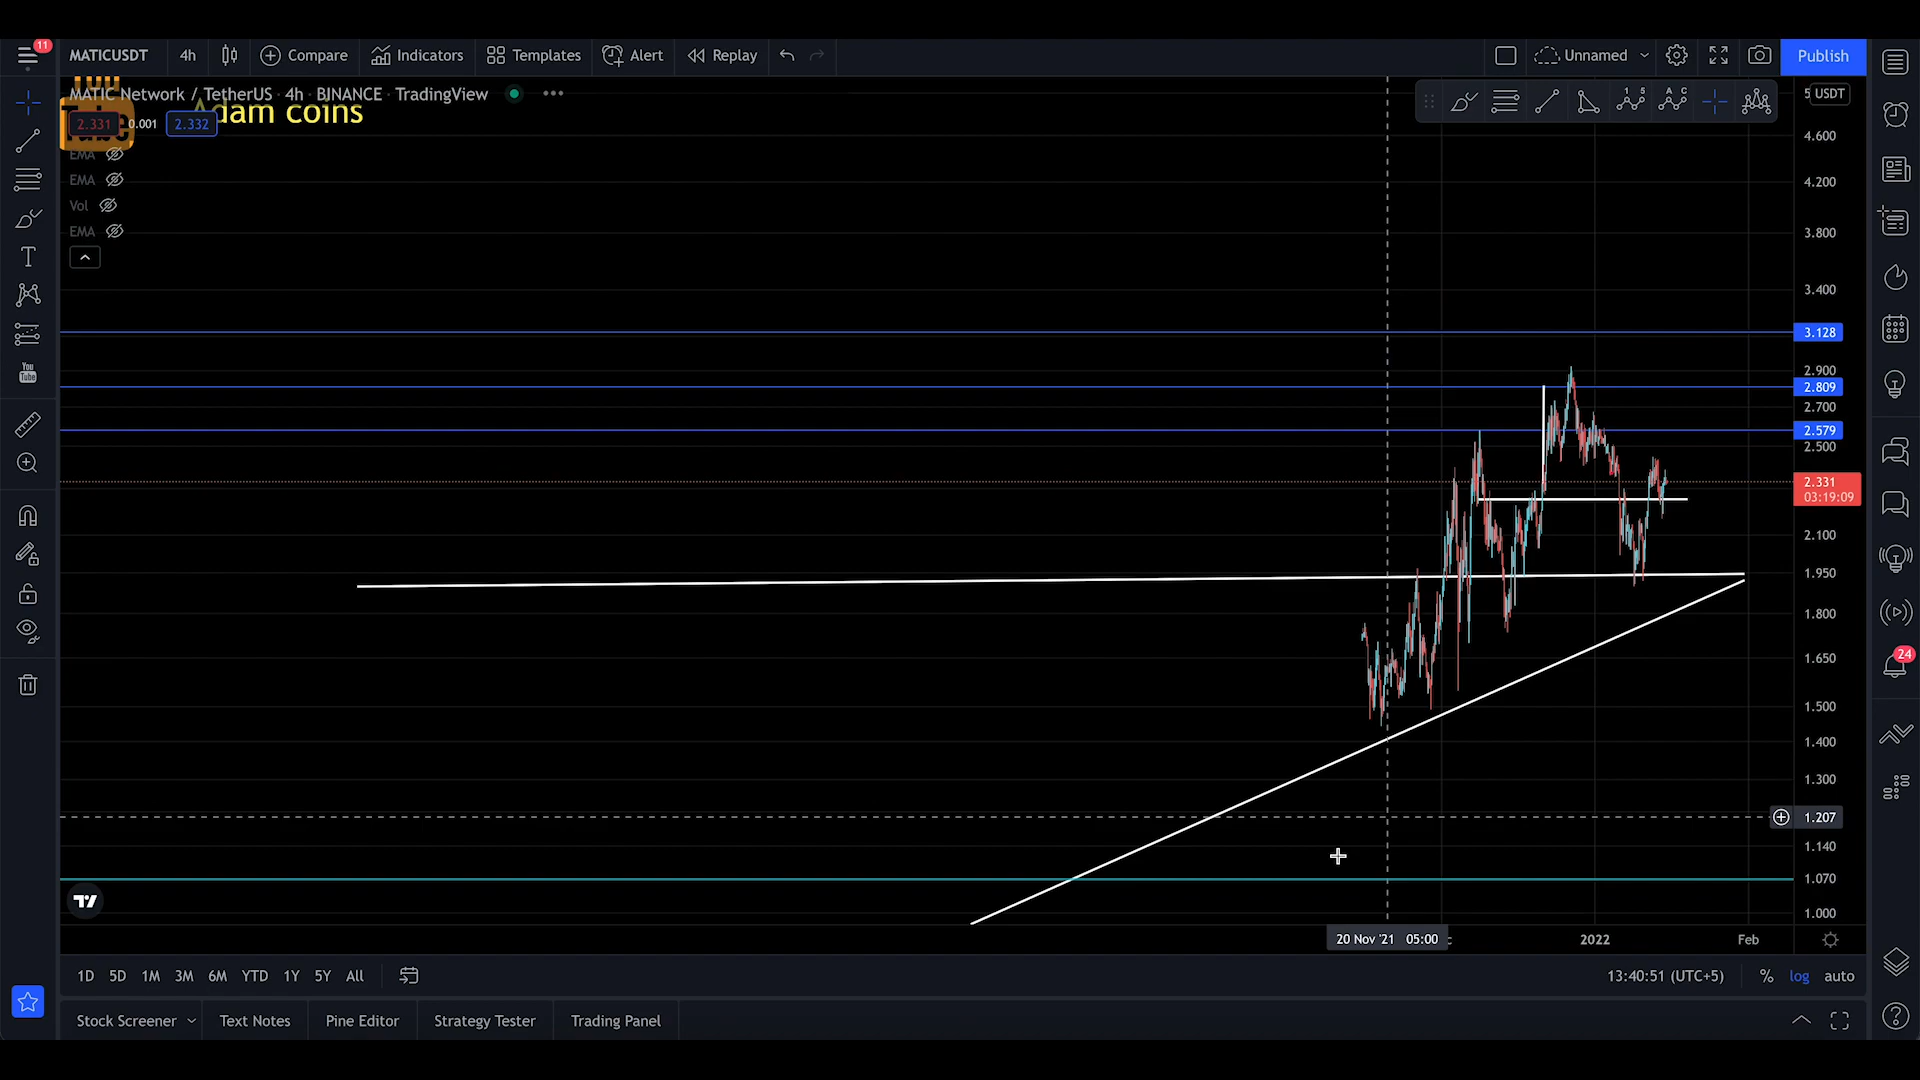 11
MATICUSDT 4h Compare Indicators Templates Alert Replay Unnamed Publish
MATIC Network / TetherUS · 4h · BINANCE · TradingView
Adam coins
2.331 0.001 2.332
EMA
EMA
Vol
EMA
USDT
4.600
4.200
3.800
3.400
3.128
2.900
2.809
2.700
2.579
2.500
2.331
03:19:09
2.100
1.950
1.800
1.650
1.500
1.400
1.300
1.207
1.140
1.070
1.000
24
You
Tube
20 Nov '21 05:00 2022 Feb
1D 5D 1M 3M 6M YTD 1Y 5Y All 13:40:51 (UTC+5) % log auto
Stock Screener Text Notes Pine Editor Strategy Tester Trading Panel